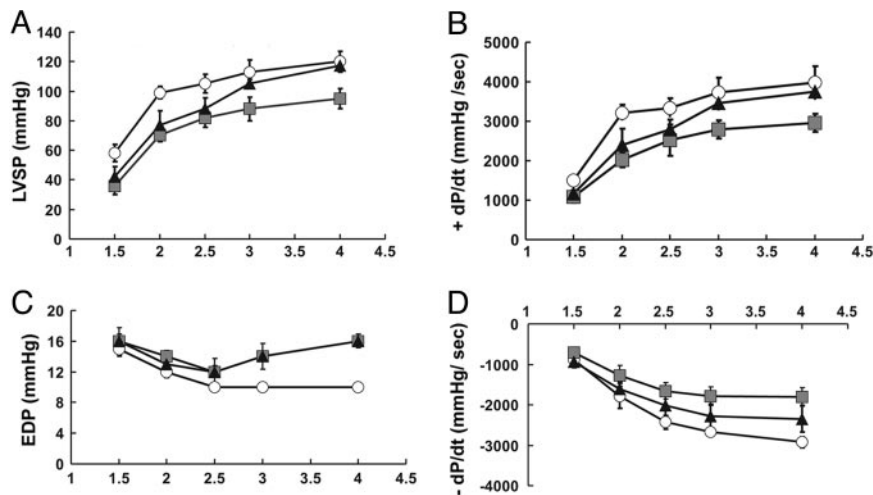 A
LVSP (mmHg)
140
120
100
80
60
40
20
0
1 1.5 2 2.5 3 3.5 4 4.5
B
+ dP/dt (mmHg /sec)
5000
4000
3000
2000
1000
0
1 1.5 2 2.5 3 3.5 4 4.5
C
EDP (mmHg)
20
16
12
8
4
0
1 1.5 2 2.5 3 3.5 4 4.5
D
dP/dt (mmHg/ sec)
1 1.5 2 2.5 3 3.5 4 4.5
0
-1000
-2000
-3000
-4000